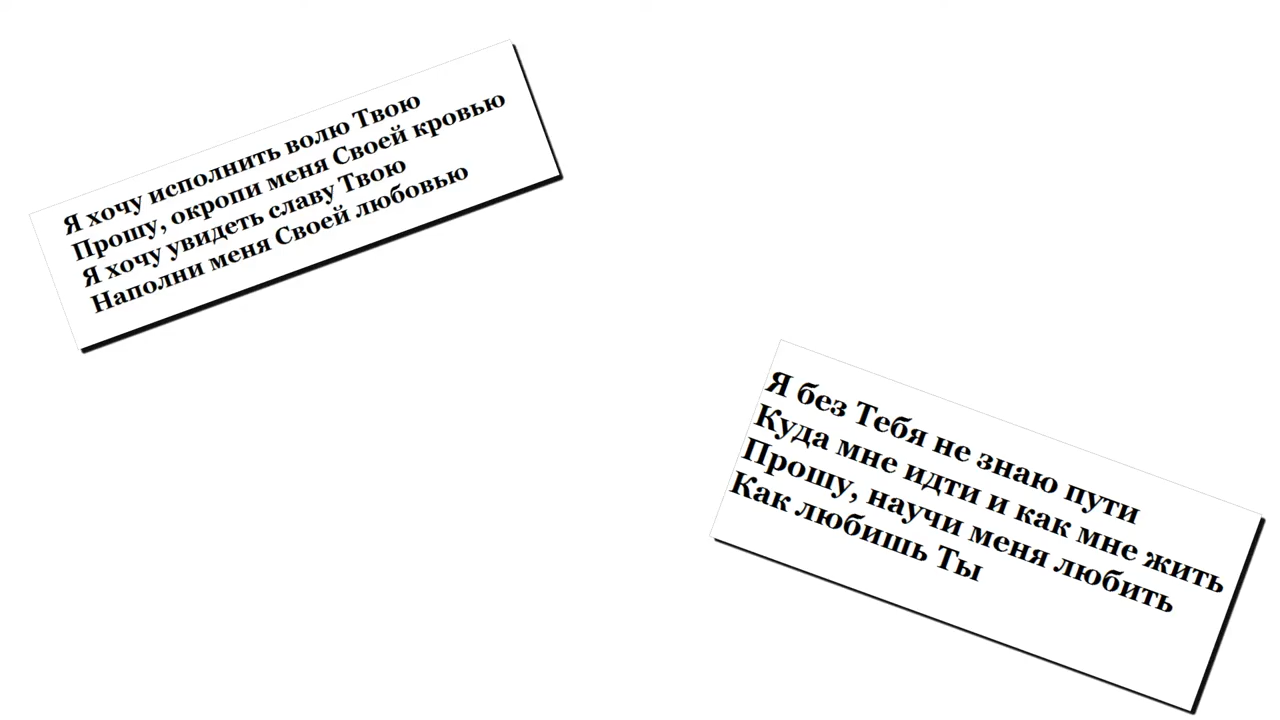 Я хочу исполнить волю Твою
Прошу, окропи меня Своей кровью
Я хочу увидеть славу Твою
Наполни меня Своей любовью
Я без Тебя не знаю пути
Куда мне идти и как мне жить
Прошу, научи меня любить
Как любишь Ты